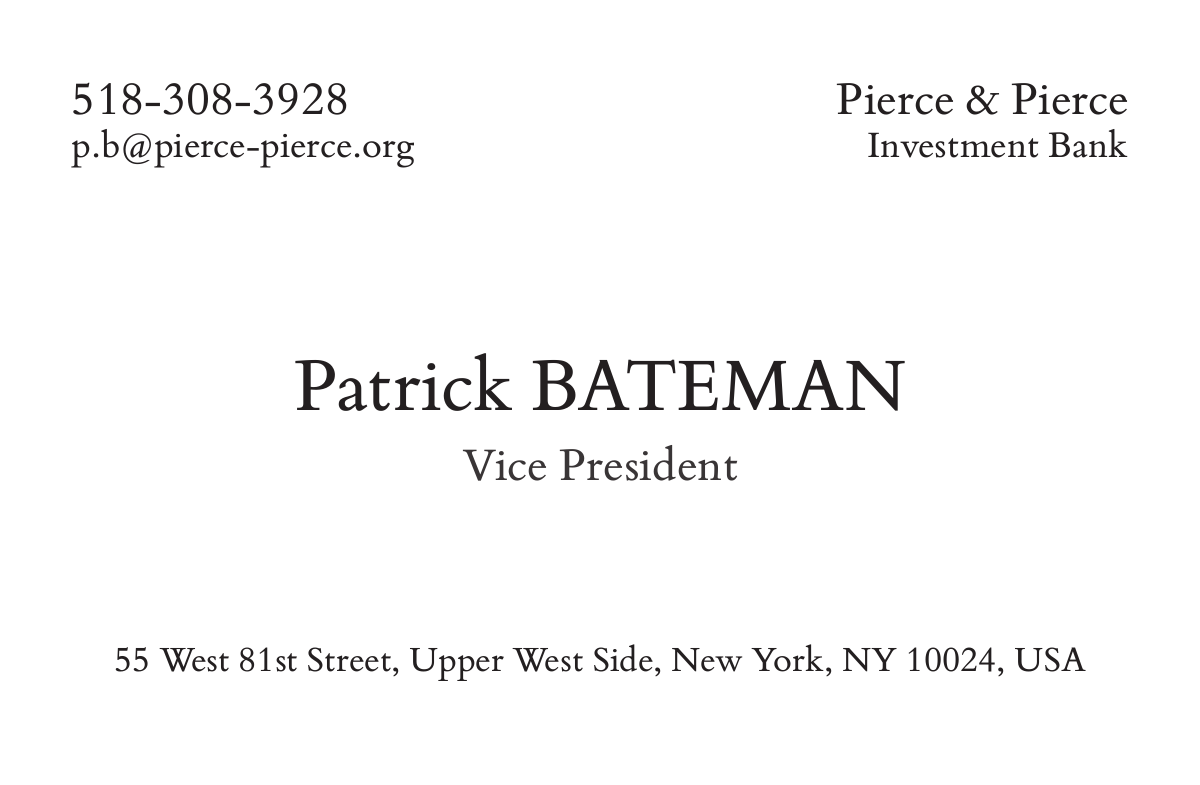 518-308-3928
p.b@pierce-pierce.org
Pierce & Pierce
Investment Bank
Patrick BATEMAN
Vice President
55 West 81st Street, Upper West Side, New York, NY 10024, USA